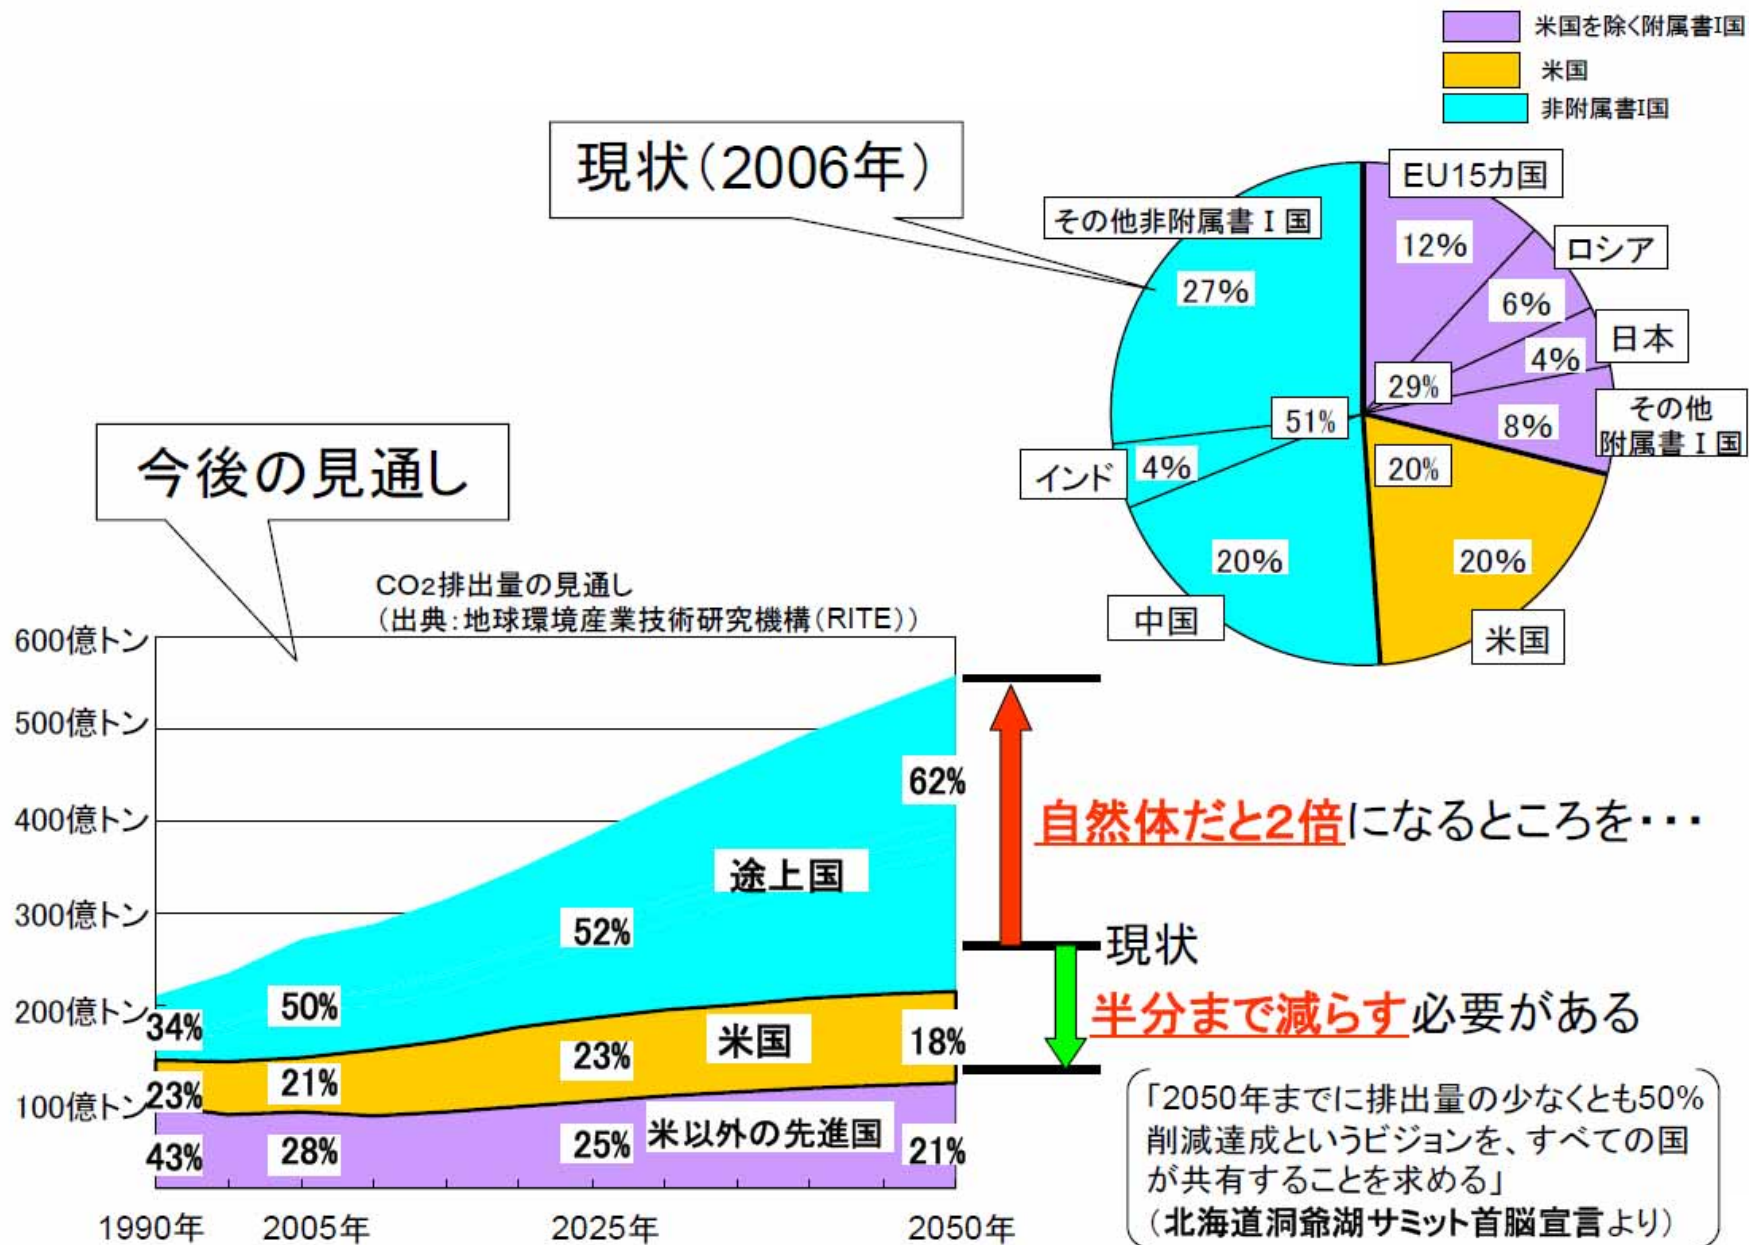 米国を除く附属書Ⅰ国
米国
非附属書Ⅰ国
現状(2006年)
EU15カ国
12%
ロシア
6%
日本
4%
その他
附属書Ⅰ国
8%
29%
その他非附属書Ⅰ国
27%
51%
インド
4%
20%
中国
20%
20%
米国
今後の見通し
CO2排出量の見通し
(出典:地球環境産業技術研究機構(RITE))
600億トン
500億トン
400億トン
300億トン
200億トン
100億トン
34%
23%
43%
50%
21%
28%
52%
23%
25%
途上国
米国
米以外の先進国
62%
18%
21%
1990年
2005年
2025年
2050年
自然体だと2倍になるところを・・・
現状
半分まで減らす必要がある
「2050年までに排出量の少なくとも50%
削減達成というビジョンを、すべての国
が共有することを求める」
(北海道洞爺湖サミット首脳宣言より)